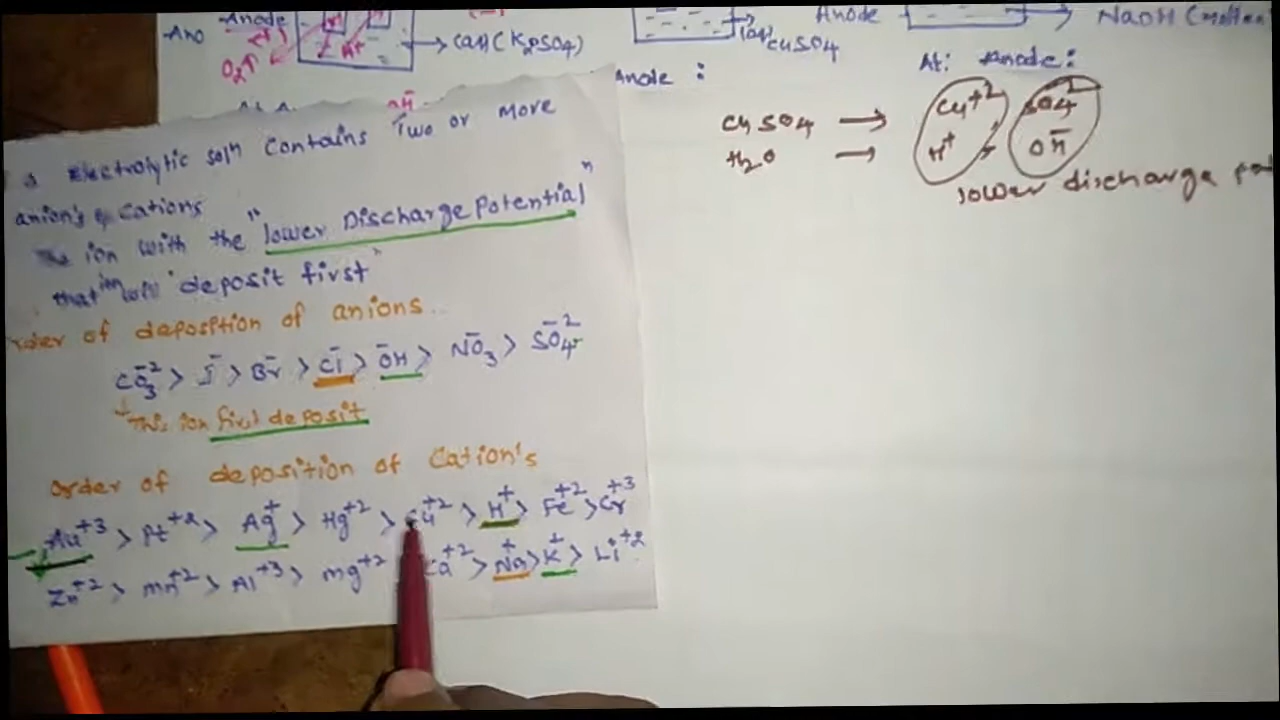 Anode
Ano
(+)
O2↑
H+
(aq)(K2SO4)
(aq)
CuSO4
Anode
NaOH (molten
Anode :
At: Anode:
CuSO4 → Cu+2 SO4-2
H2O → H+ OH-
lower discharge
Electrolytic soln contains Two or More
anion's & Cations
The ion with the "lower Discharge Potential"
that ion will "deposit first"
order of deposition of anions..
CO3-2 > I- > Br- > Cl- > OH- > NO3- > SO4-2
↓ This ion first deposit
order of deposition of Cation's
Au+3 > Pt+2 > Ag+ > Hg+2 > Cu+2 > H+ > Fe+2 > Cr+3
Zn+2 > Mn+2 > Al+3 > mg+2 Ca+2 > Na+ > K+ > Li+